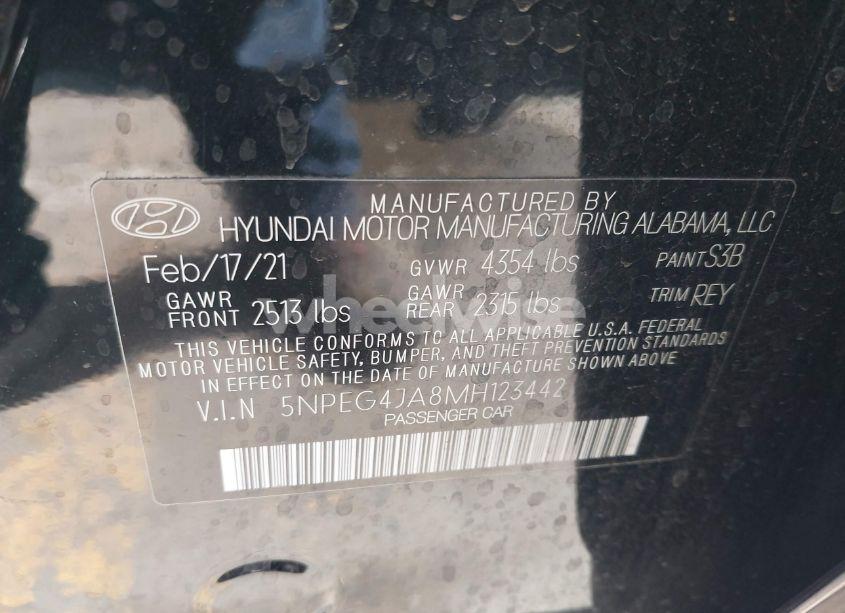 MANUFACTURED BY
HYUNDAI MOTOR MANUFACTURING ALABAMA, LLC
Feb/17/21 GVWR 4354 lbs PAINT S3B
GAWR FRONT 2513 lbs GAWR REAR 2315 lbs TRIM REY
wheelwise
THIS VEHICLE CONFORMS TO ALL APPLICABLE U.S.A. FEDERAL
MOTOR VEHICLE SAFETY, BUMPER, AND THEFT PREVENTION STANDARDS
IN EFFECT ON THE DATE OF MANUFACTURE SHOWN ABOVE
V.I.N 5NPEG4JA8MH123442
PASSENGER CAR